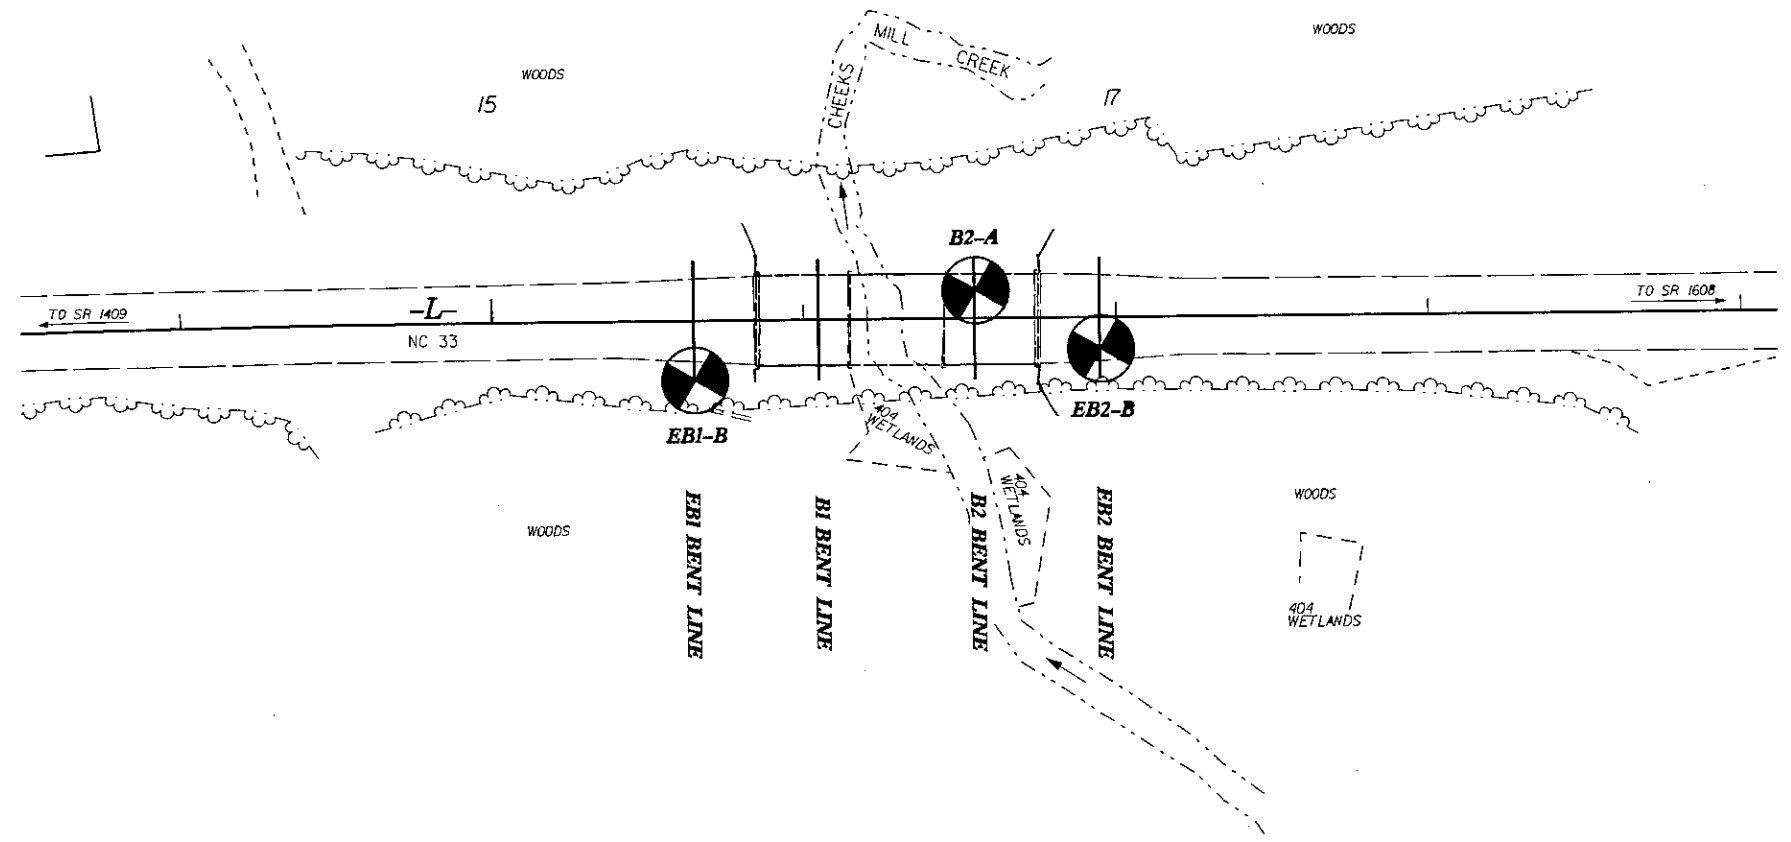 WOODS
MILL
CREEK
CHEEKS
WOODS
15
17
B2-A
TO SR 1409
-L-
NC 33
TO SR 1608
EB1-B
EB2-B
404
WETLANDS
404
WETLANDS
WOODS
WOODS
EB1 BENT LINE
B1 BENT LINE
B2 BENT LINE
EB2 BENT LINE
404
WETLANDS